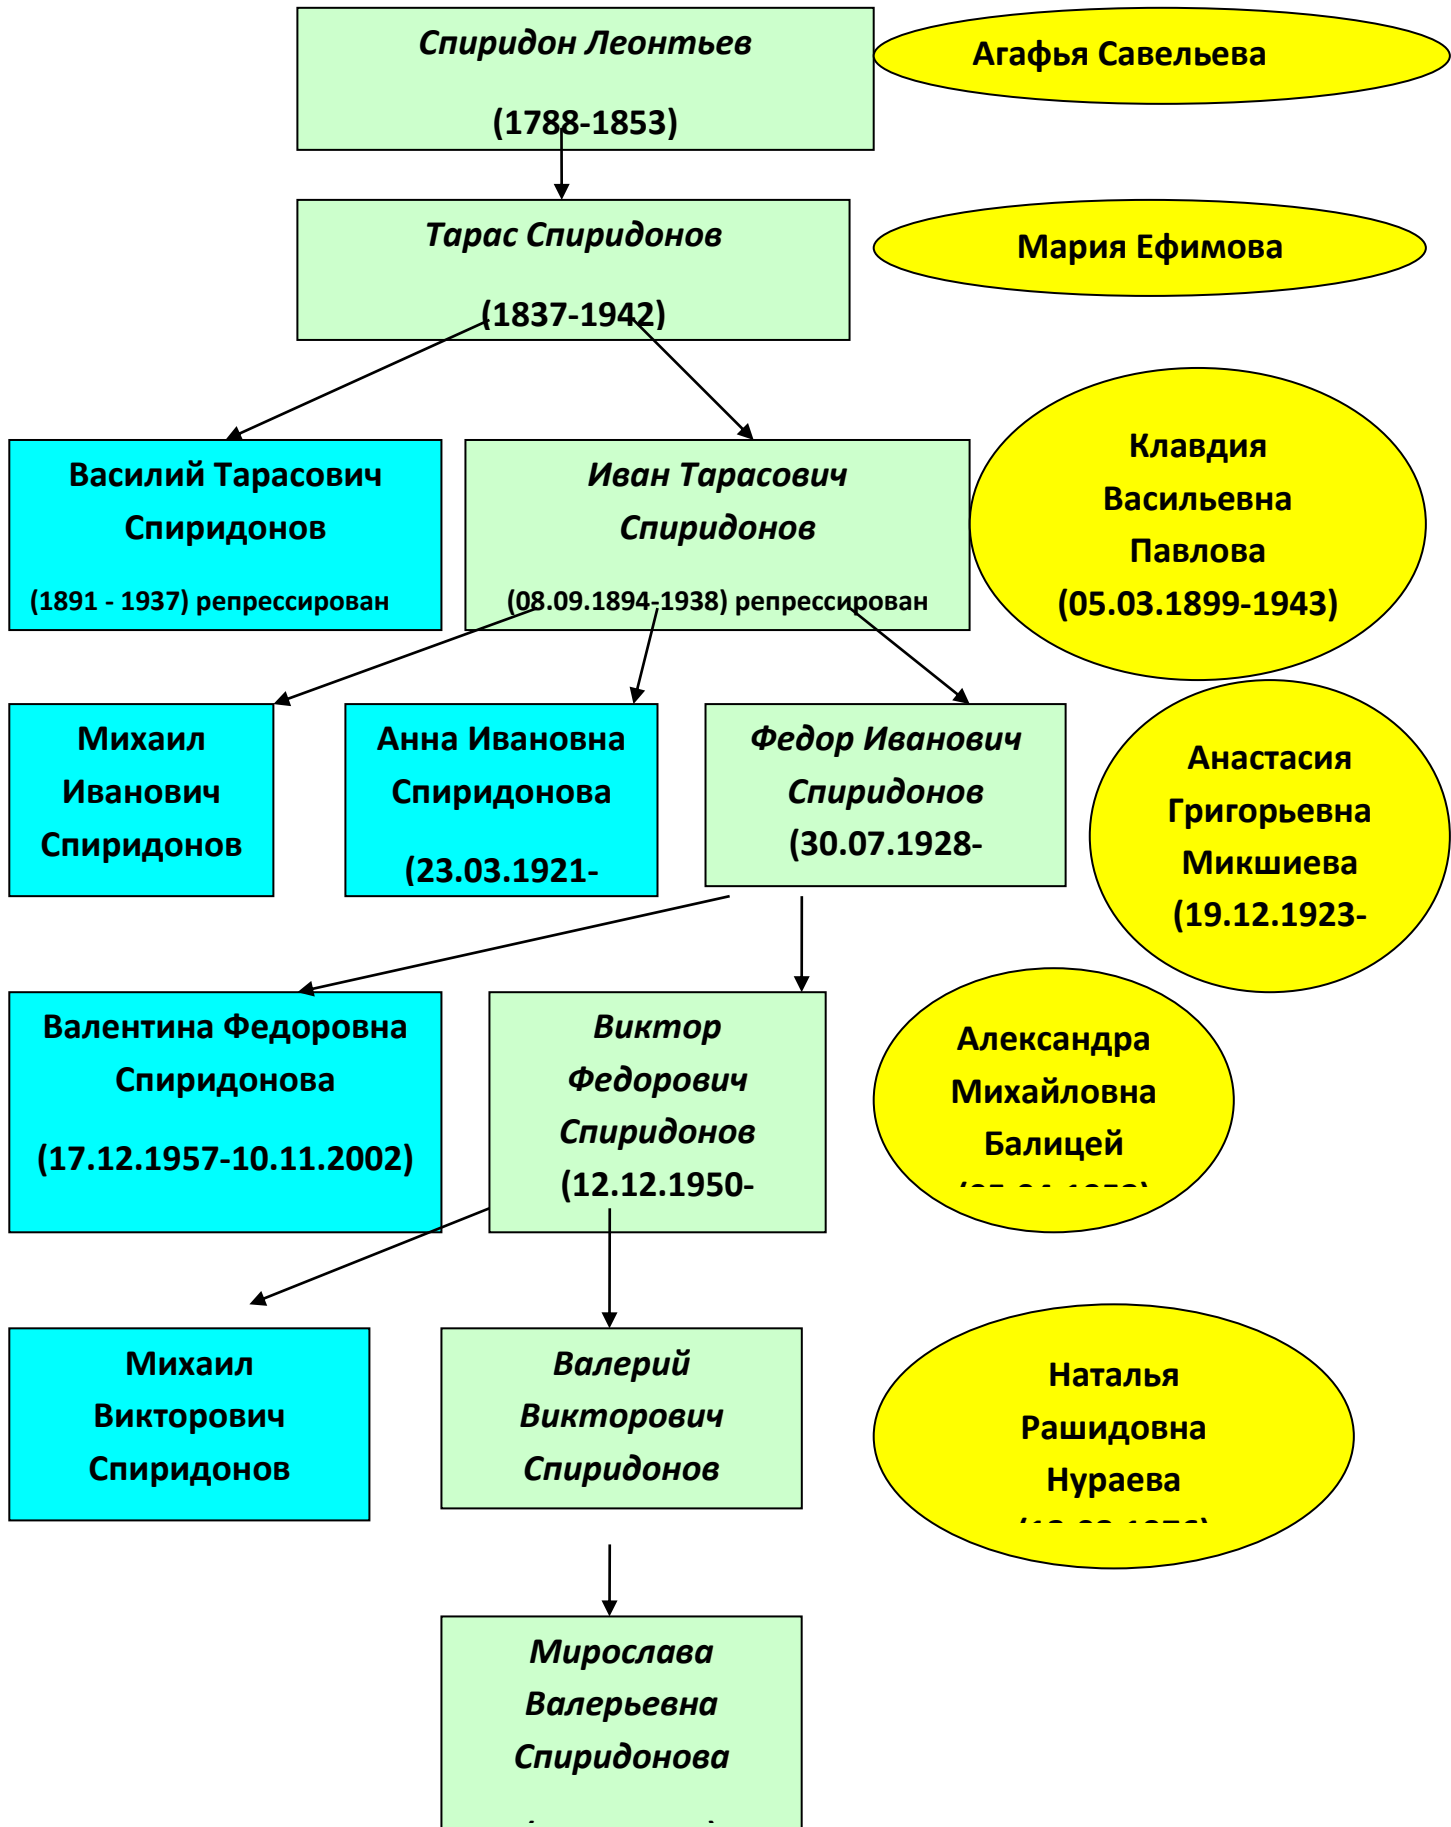 Спиридон Леонтьев
(1788-1853)
Агафья Савельева
Тарас Спиридонов
(1837-1942)
Мария Ефимова
Василий Тарасович
Спиридонов
(1891 - 1937) репрессирован
Иван Тарасович
Спиридонов
(08.09.1894-1938) репрессирован
Клавдия
Васильевна
Павлова
(05.03.1899-1943)
Михаил
Иванович
Спиридонов
Анна Ивановна
Спиридонова
(23.03.1921-
Федор Иванович
Спиридонов
(30.07.1928-
Анастасия
Григорьевна
Микшиева
(19.12.1923-
Валентина Федоровна
Спиридонова
(17.12.1957-10.11.2002)
Виктор
Федорович
Спиридонов
(12.12.1950-
Александра
Михайловна
Балицей
Михаил
Викторович
Спиридонов
Валерий
Викторович
Спиридонов
Наталья
Рашидовна
Нураева
Мирослава
Валерьевна
Спиридонова